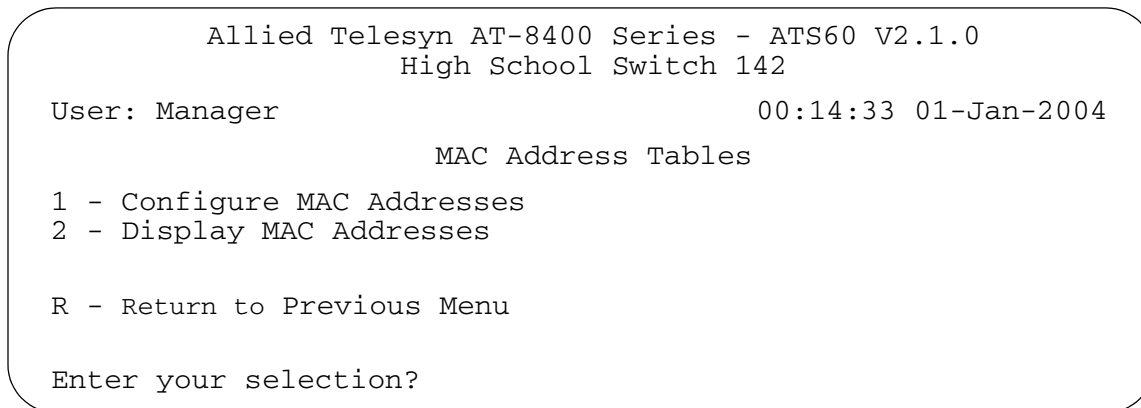 Allied Telesyn AT-8400 Series - ATS60 V2.1.0
High School Switch 142
User: Manager 00:14:33 01-Jan-2004
MAC Address Tables
1 - Configure MAC Addresses
2 - Display MAC Addresses
R - Return to Previous Menu
Enter your selection?